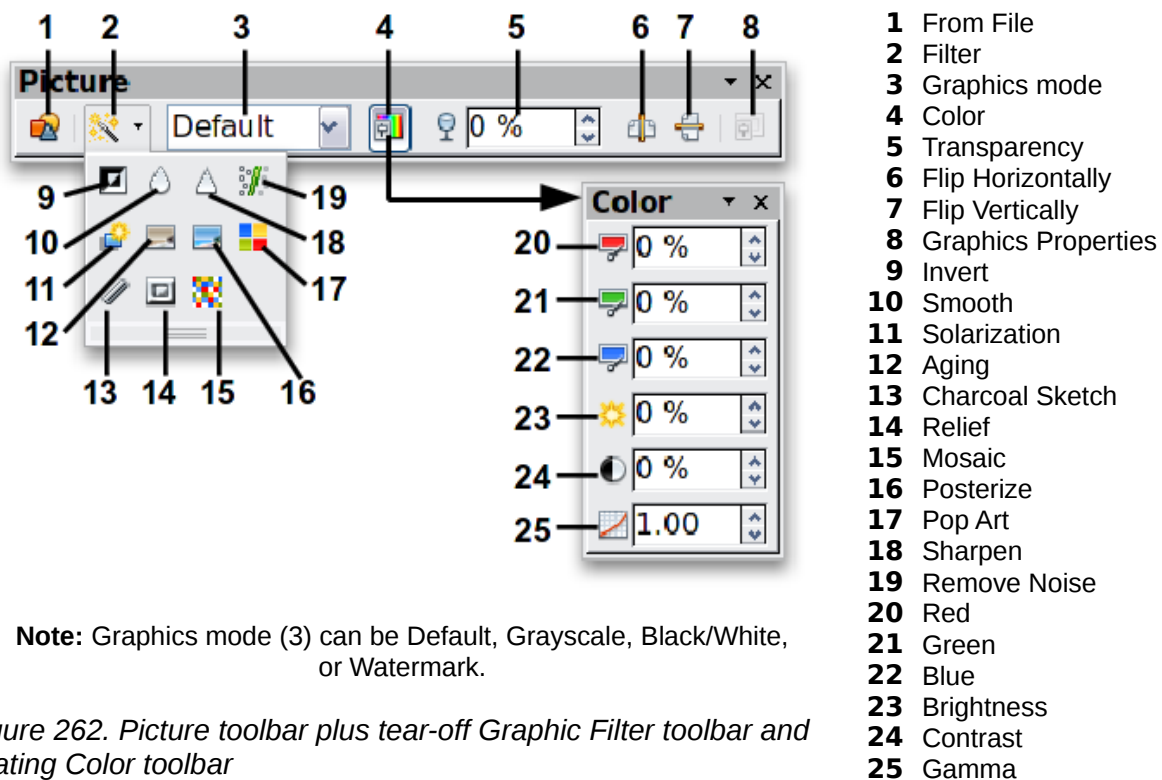 1 2 3 4 5 6 7 8
Picture
Default
0 %
9
19
10
18
11
17
12
13 14 15 16
Color
20 0 %
21 0 %
22 0 %
23 0 %
24 0 %
25 1.00
Note: Graphics mode (3) can be Default, Grayscale, Black/White,
or Watermark.
262. Picture toolbar plus tear-off Graphic Filter toolbar and
Color toolbar
1 From File
2 Filter
3 Graphics mode
4 Color
5 Transparency
6 Flip Horizontally
7 Flip Vertically
8 Graphics Properties
9 Invert
10 Smooth
11 Solarization
12 Aging
13 Charcoal Sketch
14 Relief
15 Mosaic
16 Posterize
17 Pop Art
18 Sharpen
19 Remove Noise
20 Red
21 Green
22 Blue
23 Brightness
24 Contrast
25 Gamma